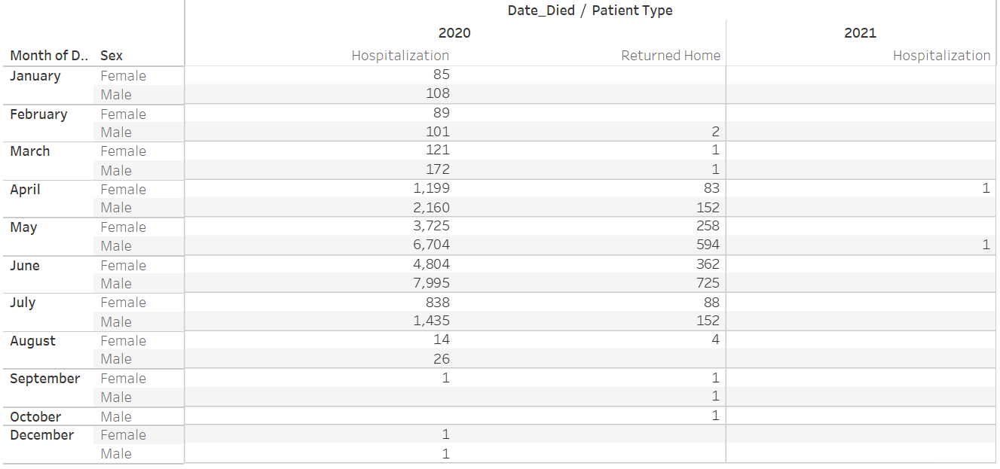 Date_Died / Patient Type
2020 2021
Month of D.. Sex Hospitalization Returned Home Hospitalization
January Female 85
Male 108
February Female 89
Male 101 2
March Female 121 1
Male 172 1
April Female 1,199 83 1
Male 2,160 152
May Female 3,725 258
Male 6,704 594 1
June Female 4,804 362
Male 7,995 725
July Female 838 88
Male 1,435 152
August Female 14 4
Male 26
September Female 1 1
Male 1
October Male 1
December Female 1
Male 1